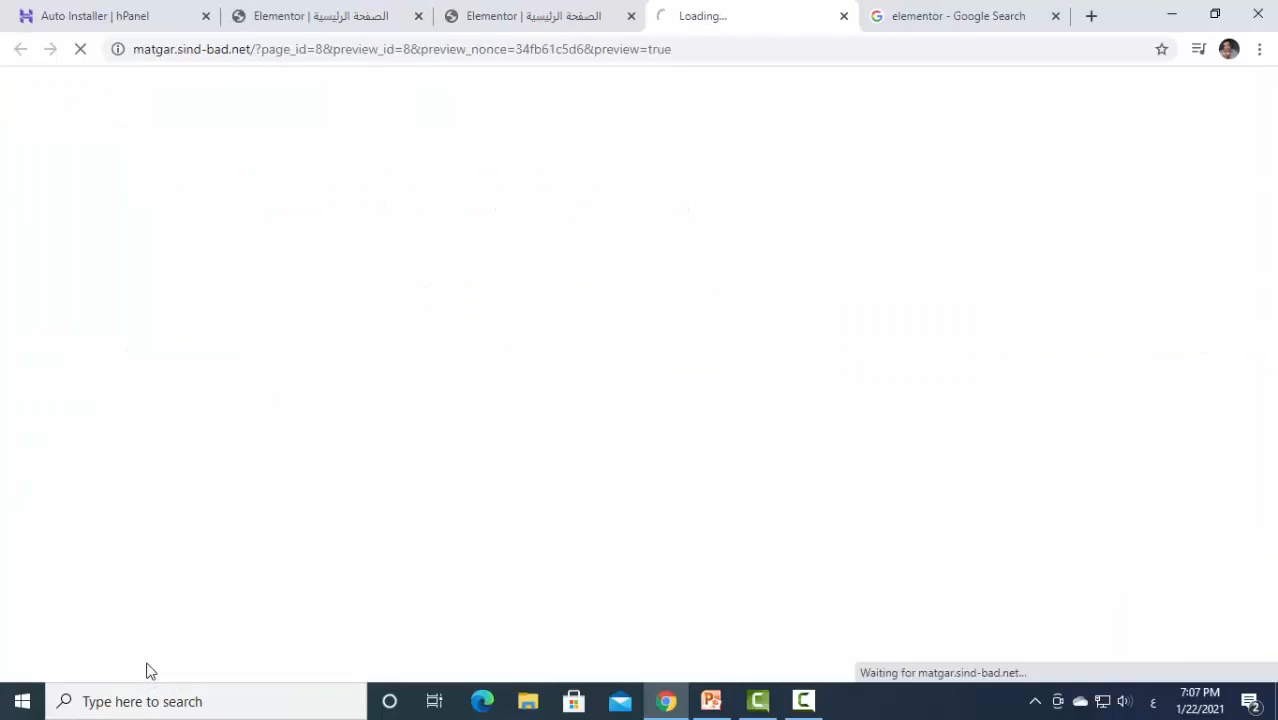 Auto Installer | hPanel
Elementor | الصفحة الرئيسية
Elementor | الصفحة الرئيسية
Loading...
elementor - Google Search
matgar.sind-bad.net/?page_id=8&preview_id=8&preview_nonce=34fb61c5d6&preview=true
Waiting for matgar.sind-bad.net...
Type here to search
ع
7:07 PM
1/22/2021
2